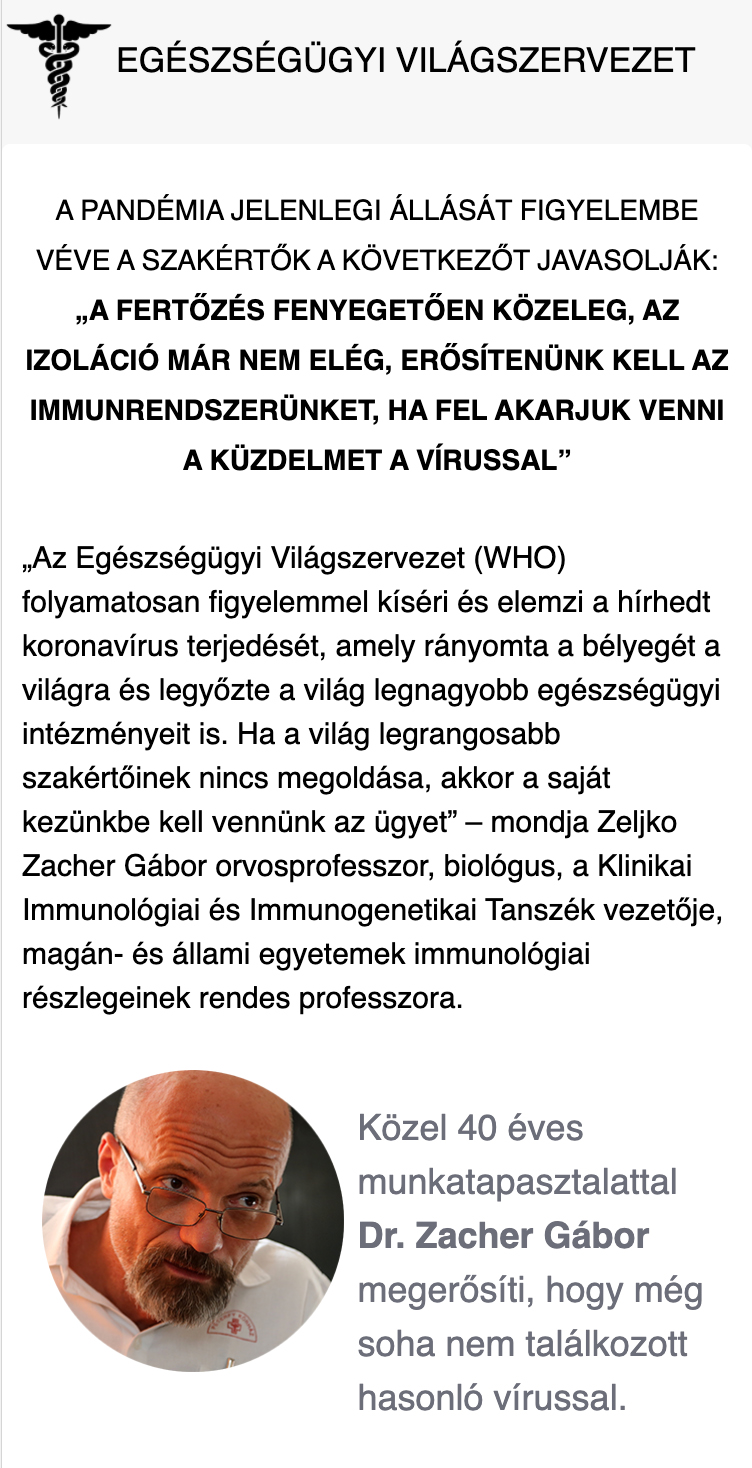 EGÉSZSÉGÜGYI VILÁGSZERVEZET
A PANDÉMIA JELENLEGI ÁLLÁSÁT FIGYELEMBE
VÉVE A SZAKÉRTŐK A KÖVETKEZŐT JAVASOLJÁK:
„A FERTŐZÉS FENYEGETŐEN KÖZELEG, AZ
IZOLÁCIÓ MÁR NEM ELÉG, ERŐSÍTENÜNK KELL AZ
IMMUNRENDSZERÜNKET, HA FEL AKARJUK VENNI
A KÜZDELMET A VÍRUSSAL”
„Az Egészségügyi Világszervezet (WHO)
folyamatosan figyelemmel kíséri és elemzi a hírhedt
koronavírus terjedését, amely rányomta a bélyegét a
világra és legyőzte a világ legnagyobb egészségügyi
intézményeit is. Ha a világ legrangosabb
szakértőinek nincs megoldása, akkor a saját
kezünkbe kell vennünk az ügyet” – mondja Zeljko
Zacher Gábor orvosprofesszor, biológus, a Klinikai
Immunológiai és Immunogenetikai Tanszék vezetője,
magán- és állami egyetemek immunológiai
részlegeinek rendes professzora.
Közel 40 éves
munkatapasztalattal
Dr. Zacher Gábor
megerősíti, hogy még
soha nem találkozott
hasonló vírussal.